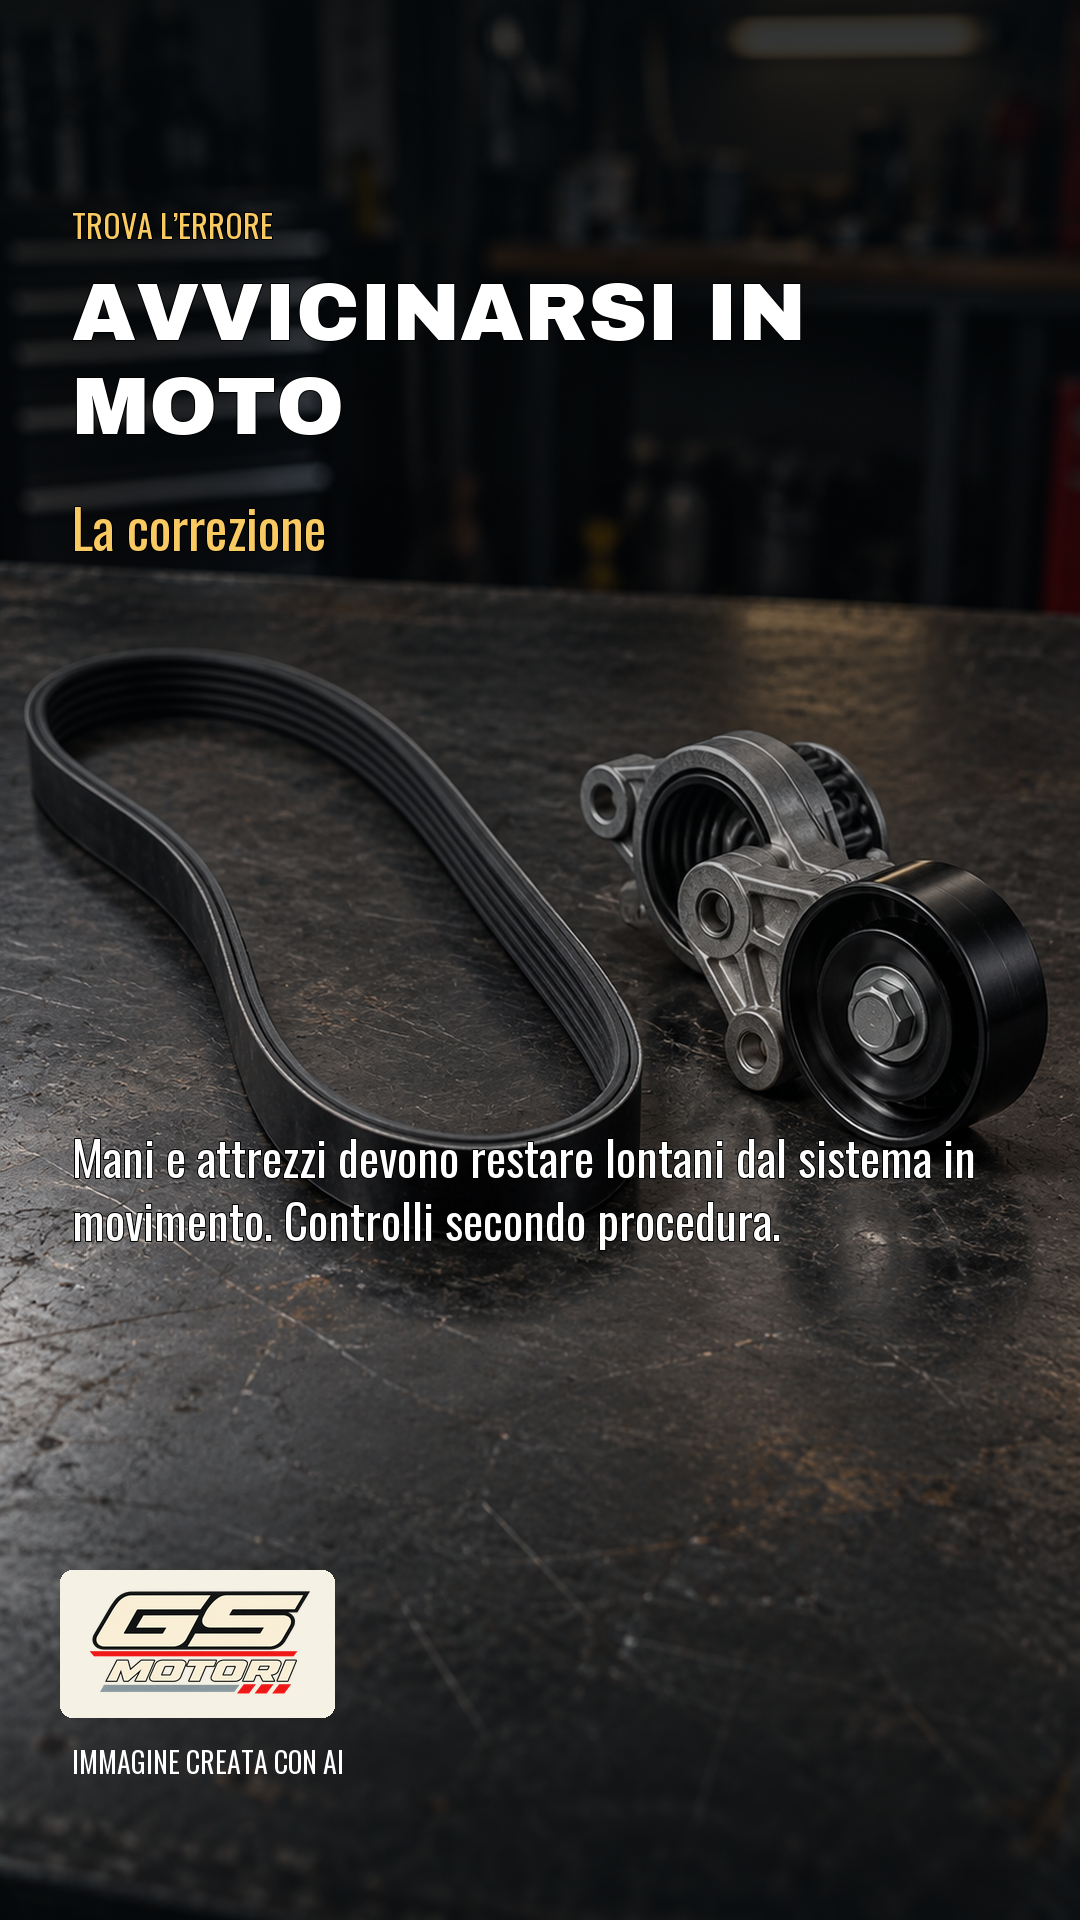 TROVA L’ERRORE
AVVICINARSI IN
MOTO
La correzione
Mani e attrezzi devono restare lontani dal sistema in
movimento. Controlli secondo procedura.
GS
MOTORI
IMMAGINE CREATA CON AI